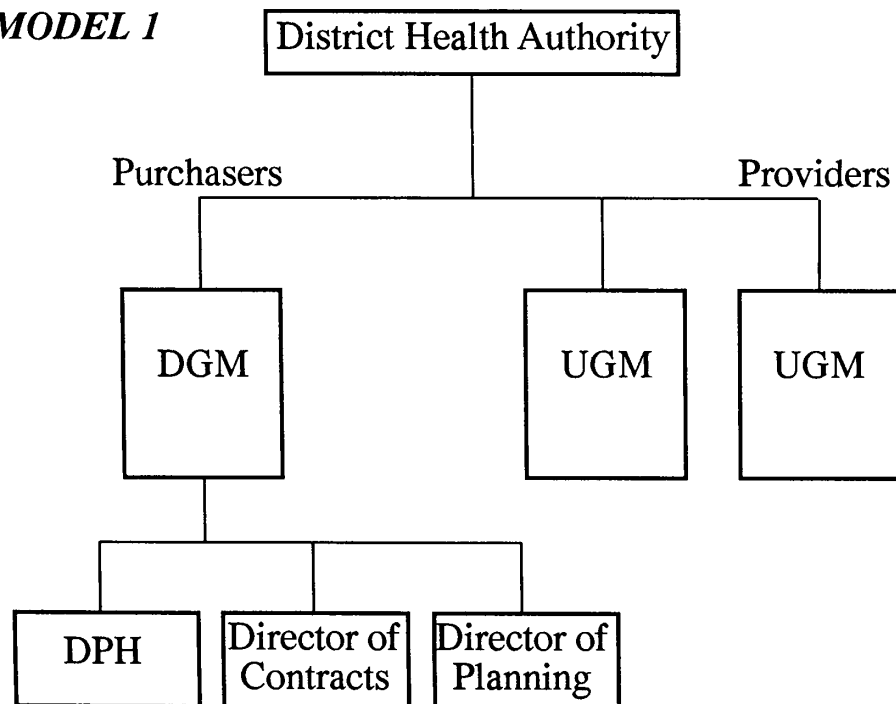 MODEL 1
District Health Authority
Purchasers
Providers
DGM
UGM
UGM
DPH
Director of
Contracts
Director of
Planning